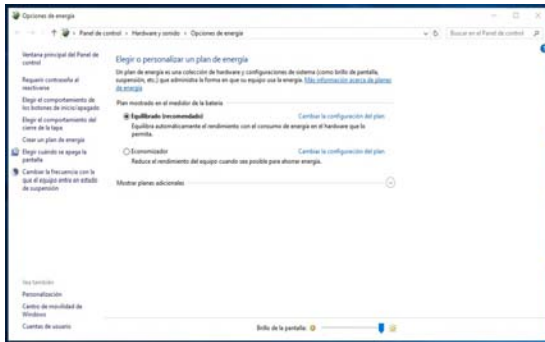 Opciones de energía
Panel de control > Hardware y sonido > Opciones de energía
Buscar en el Panel de control
Ventana principal del Panel de
control
Requerir contraseña al
reactivarse
Elegir el comportamiento de
los botones de inicio/apagado
Elegir el comportamiento del
cierre de la tapa
Crear un plan de energía
Elegir cuándo se apaga la
pantalla
Cambiar la frecuencia con la
que el equipo entra en estado
de suspensión
Elegir o personalizar un plan de energía
Un plan de energía es una colección de hardware y configuraciones de sistema (como brillo de pantalla,
suspensión, etc.) que administra la forma en que su equipo usa la energía. Más información acerca de planes
de energía
Plan mostrado en el medidor de la batería
Equilibrado (recomendado) Cambiar la configuración del plan
Equilibra automáticamente el rendimiento con el consumo de energía en el hardware que lo
permita.
Economizador Cambiar la configuración del plan
Reduce el rendimiento del equipo cuando sea posible para ahorrar energía.
Mostrar planes adicionales
Vea también
Personalización
Centro de movilidad de
Windows
Cuentas de usuario
Brillo de la pantalla: